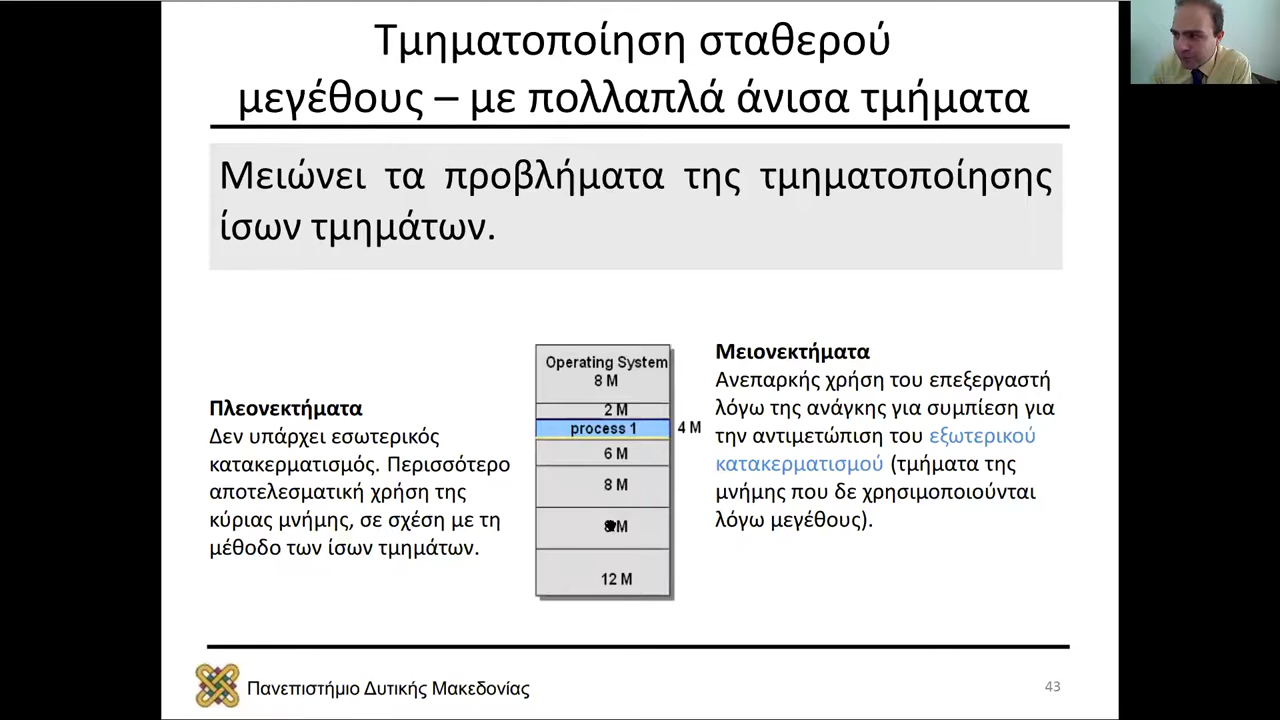 Τμηματοποίηση σταθερού
μεγέθους – με πολλαπλά άνισα τμήματα
Μειώνει τα προβλήματα της τμηματοποίησης
ίσων τμημάτων.
Πλεονεκτήματα
Δεν υπάρχει εσωτερικός
κατακερματισμός. Περισσότερο
αποτελεσματική χρήση της
κύριας μνήμης, σε σχέση με τη
μέθοδο των ίσων τμημάτων.
Operating System
8 M
2 M
process 1
4 M
6 M
8 M
8 M
12 M
Μειονεκτήματα
Ανεπαρκής χρήση του επεξεργαστή
λόγω της ανάγκης για συμπίεση για
την αντιμετώπιση του εξωτερικού
κατακερματισμού (τμήματα της
μνήμης που δε χρησιμοποιούνται
λόγω μεγέθους).
Πανεπιστήμιο Δυτικής Μακεδονίας
43